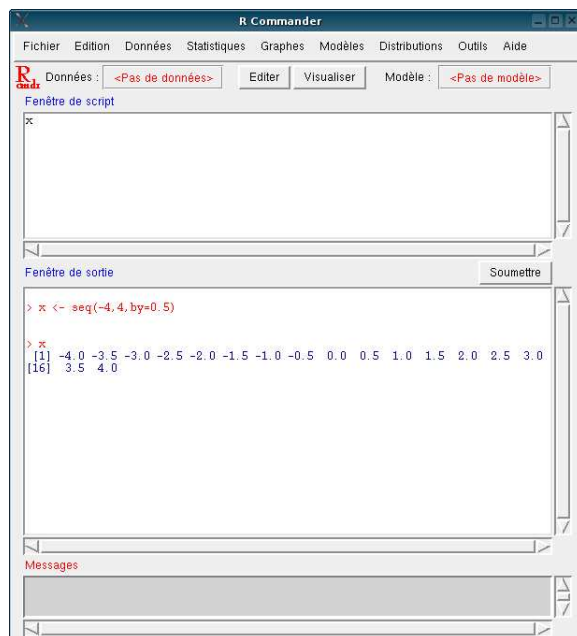 R Commander
Fichier Edition Données Statistiques Graphes Modèles Distributions Outils Aide
R cmdr Données : <Pas de données> Editer Visualiser Modèle : <Pas de modèle>
Fenêtre de script
x
Fenêtre de sortie Soumettre
> x <- seq(-4,4,by=0.5)
> x
[1] -4.0 -3.5 -3.0 -2.5 -2.0 -1.5 -1.0 -0.5 0.0 0.5 1.0 1.5 2.0 2.5 3.0
[16] 3.5 4.0
Messages